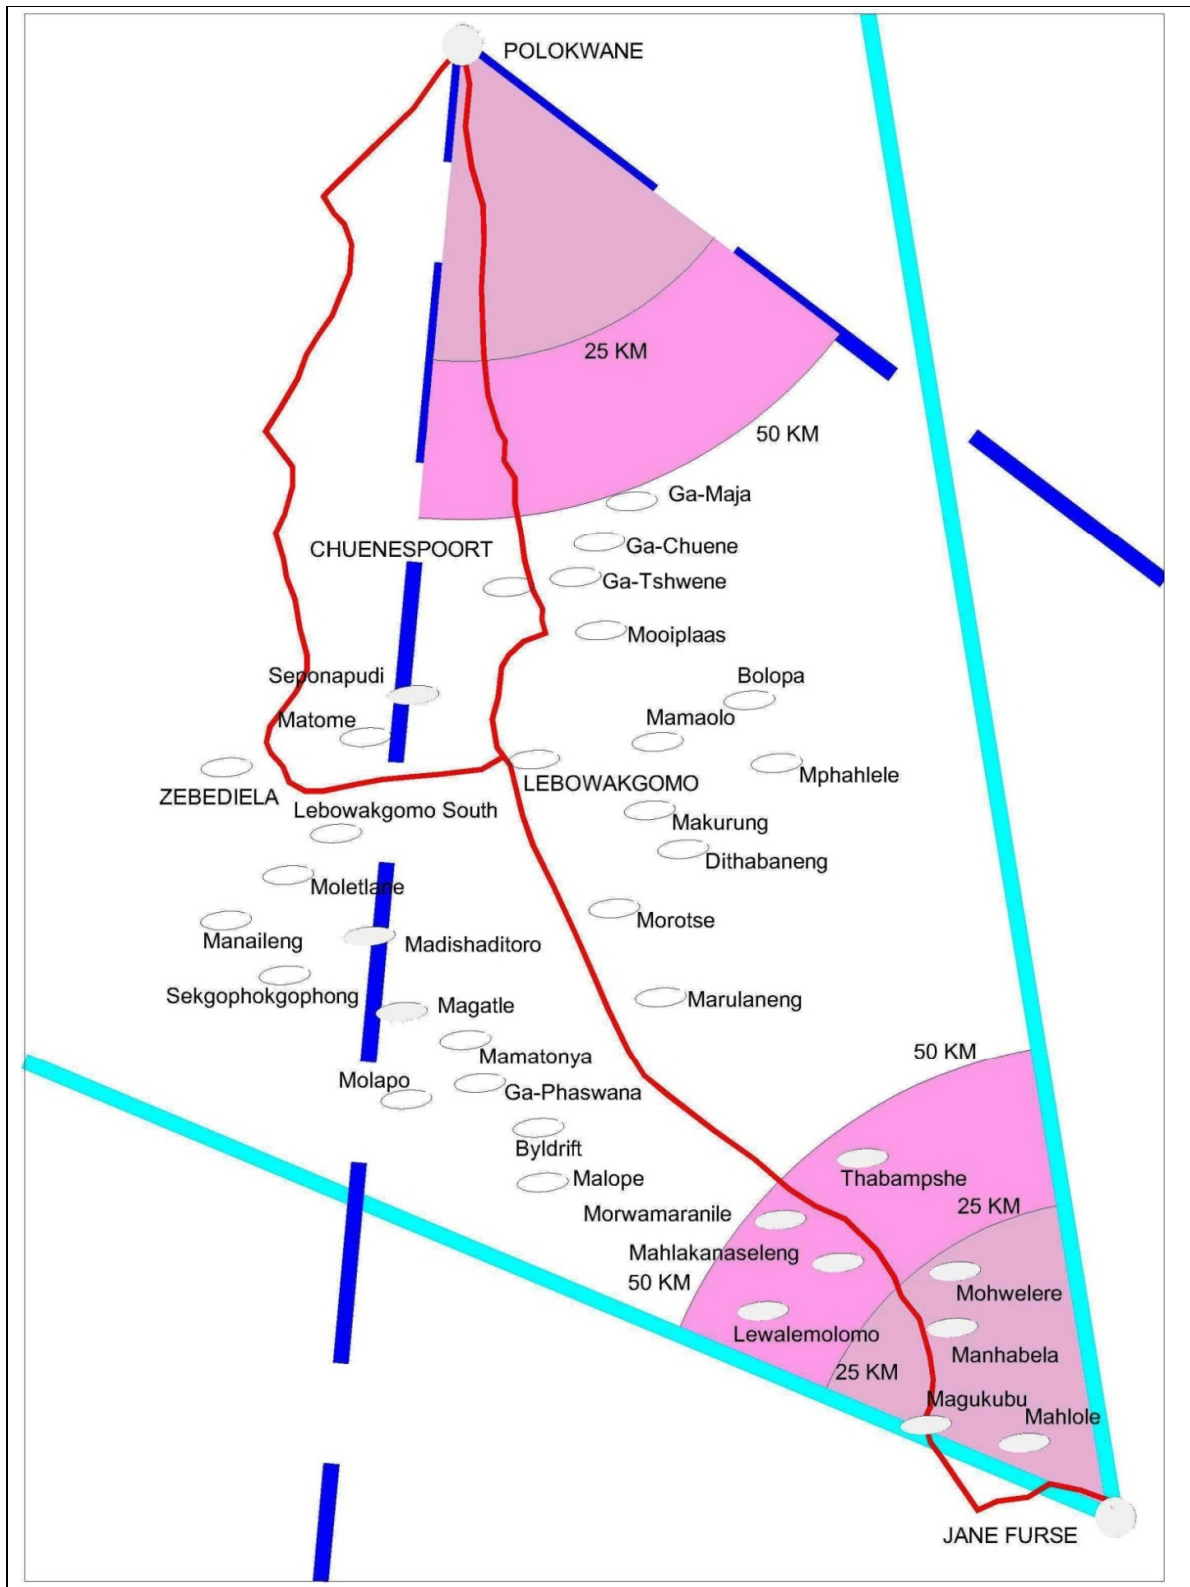 POLOKWANE
25 KM
50 KM
Ga-Maja
Ga-Chuene
CHUENESPOORT
Ga-Tshwene
Mooiplaas
Seponapudi
Bolopa
Matome
Mamaolo
Mphahlele
LEBOWAKGOMO
ZEBEDIELA
Lebowakgomo South
Makurung
Dithabaneng
Moletlane
Morotse
Manaileng
Madishaditoro
Sekgophokgophong
Magatle
Marulaneng
Mamatonya
50 KM
Molapo
Ga-Phaswana
Byldrift
Malope
Thabampshe
25 KM
Morwamaranile
Mahlakanaseleng
50 KM
Mohwelere
Lewalemolomo
Manhabela
25 KM
Magukubu
Mahlole
JANE FURSE